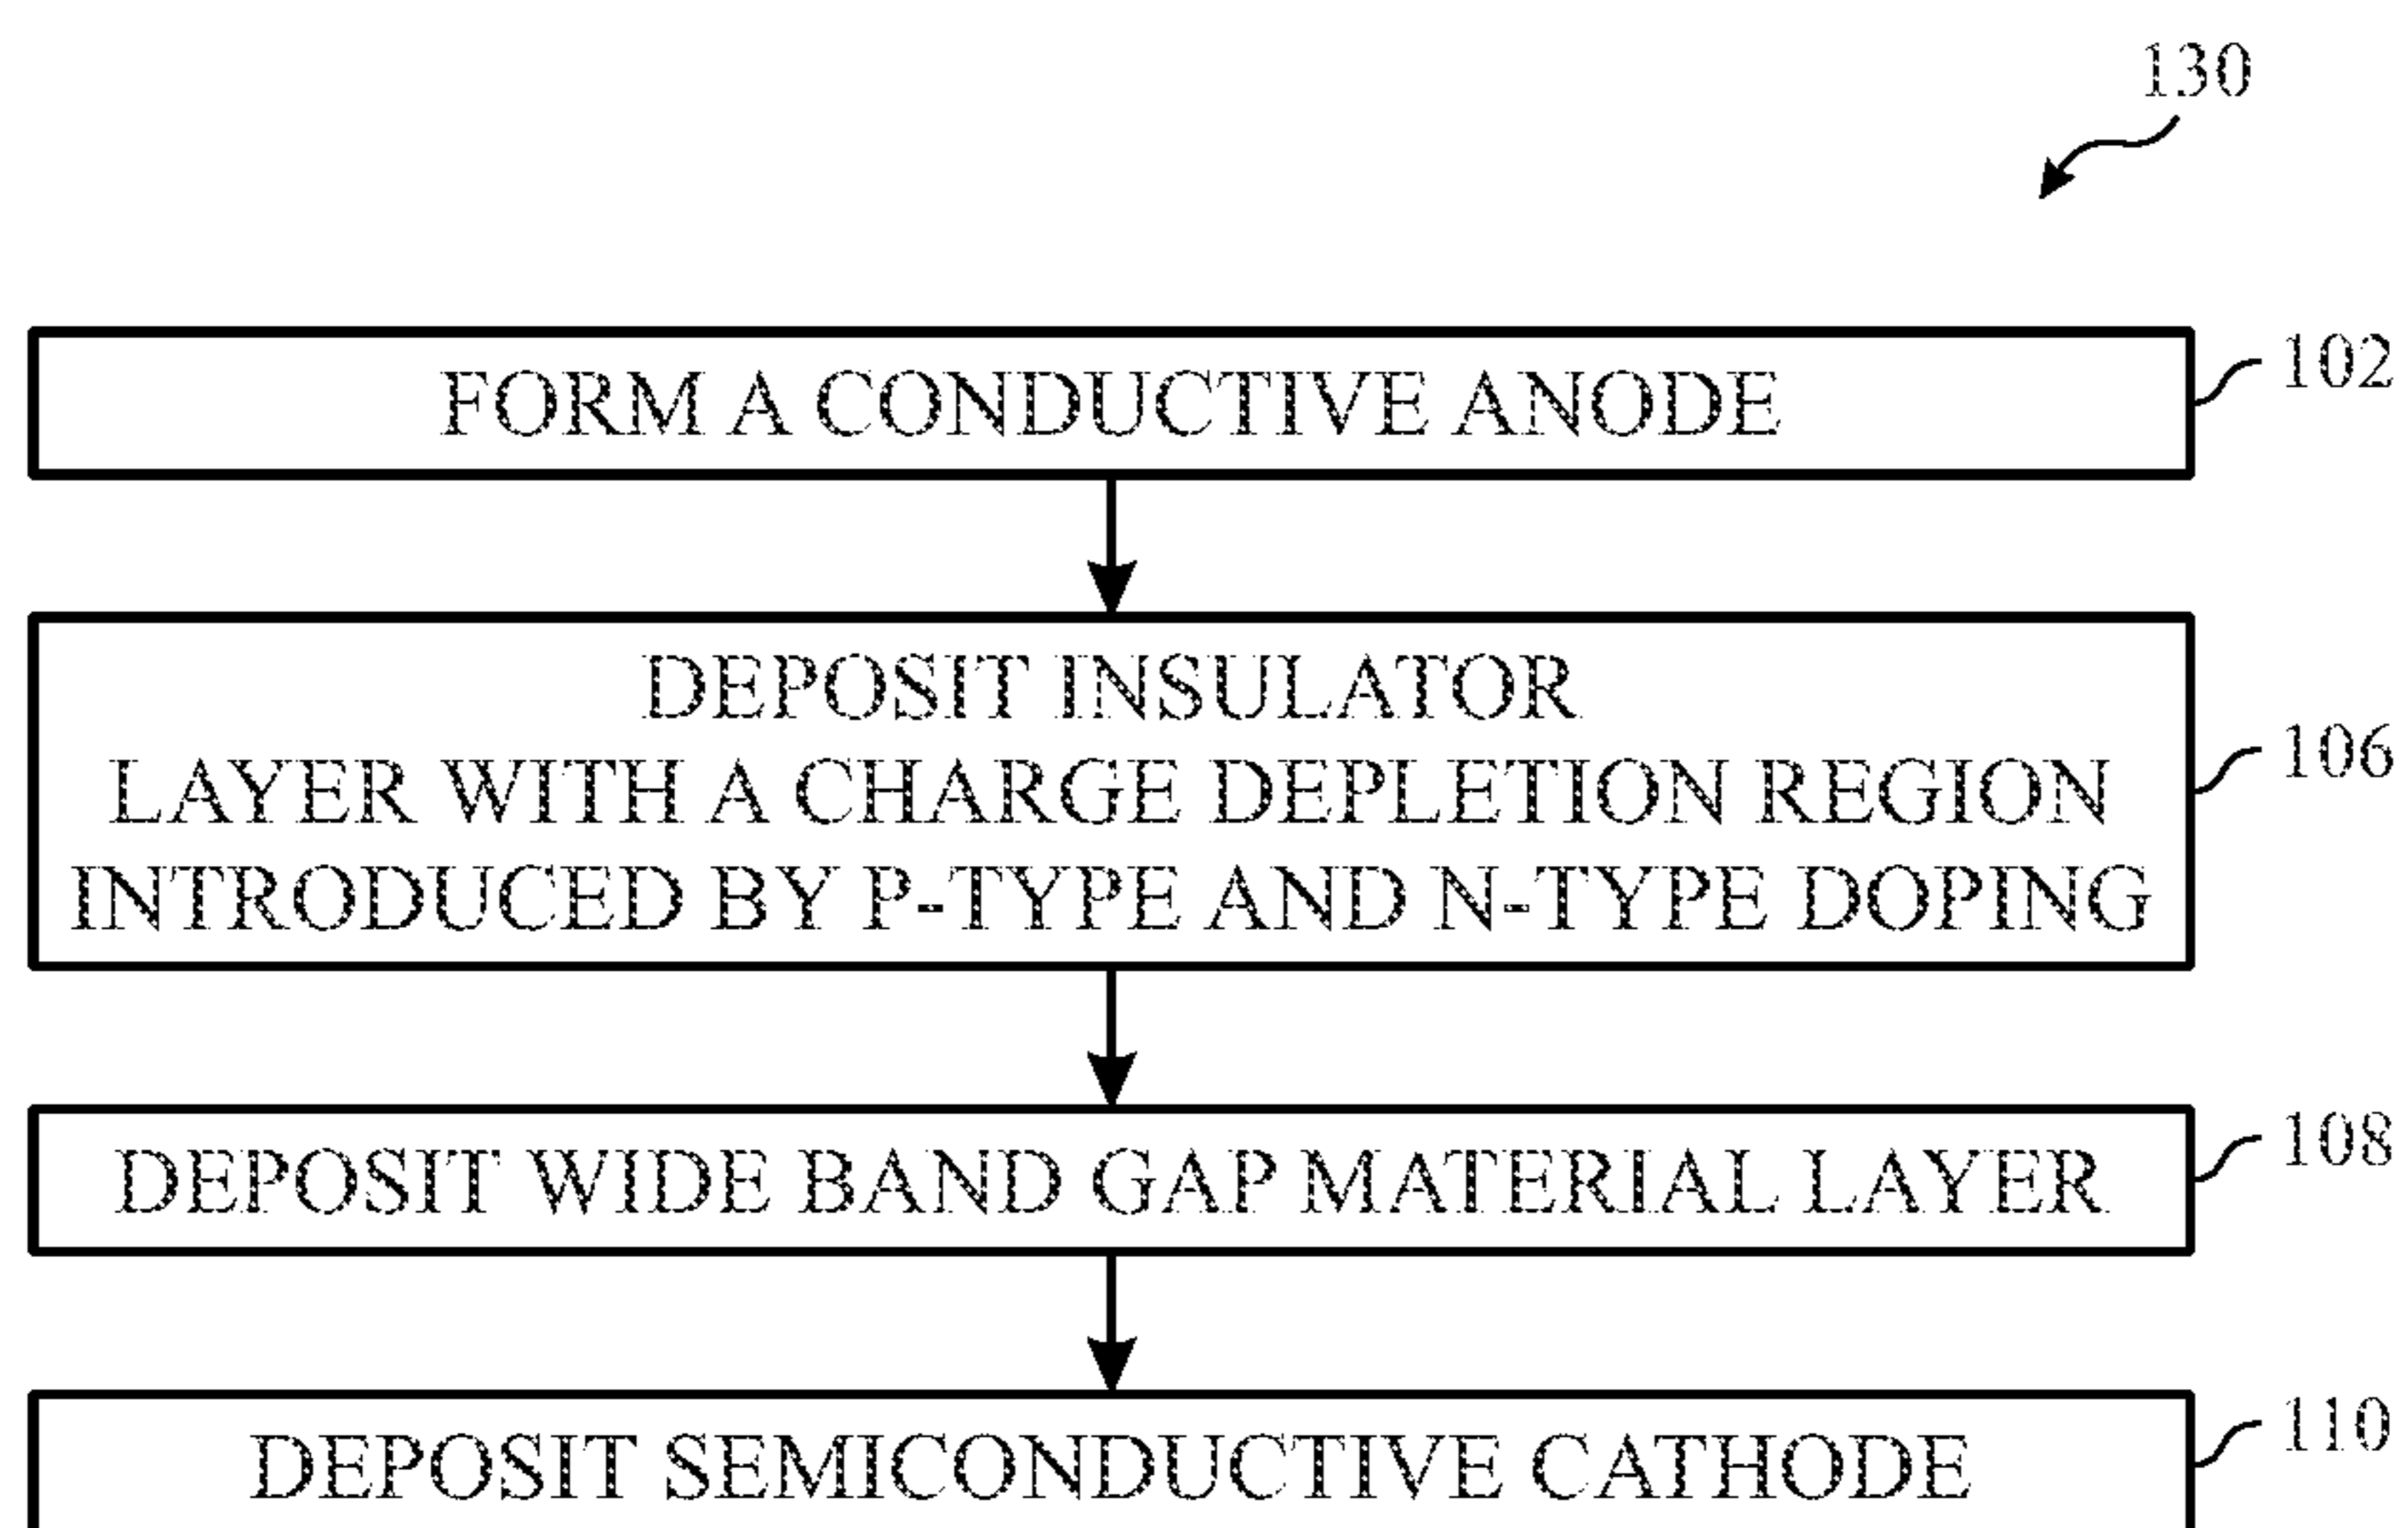 130
FORM A CONDUCTIVE ANODE
102
DEPOSIT INSULATOR
LAYER WITH A CHARGE DEPLETION REGION
INTRODUCED BY P-TYPE AND N-TYPE DOPING
106
DEPOSIT WIDE BAND GAP MATERIAL LAYER
108
DEPOSIT SEMICONDUCTIVE CATHODE
110